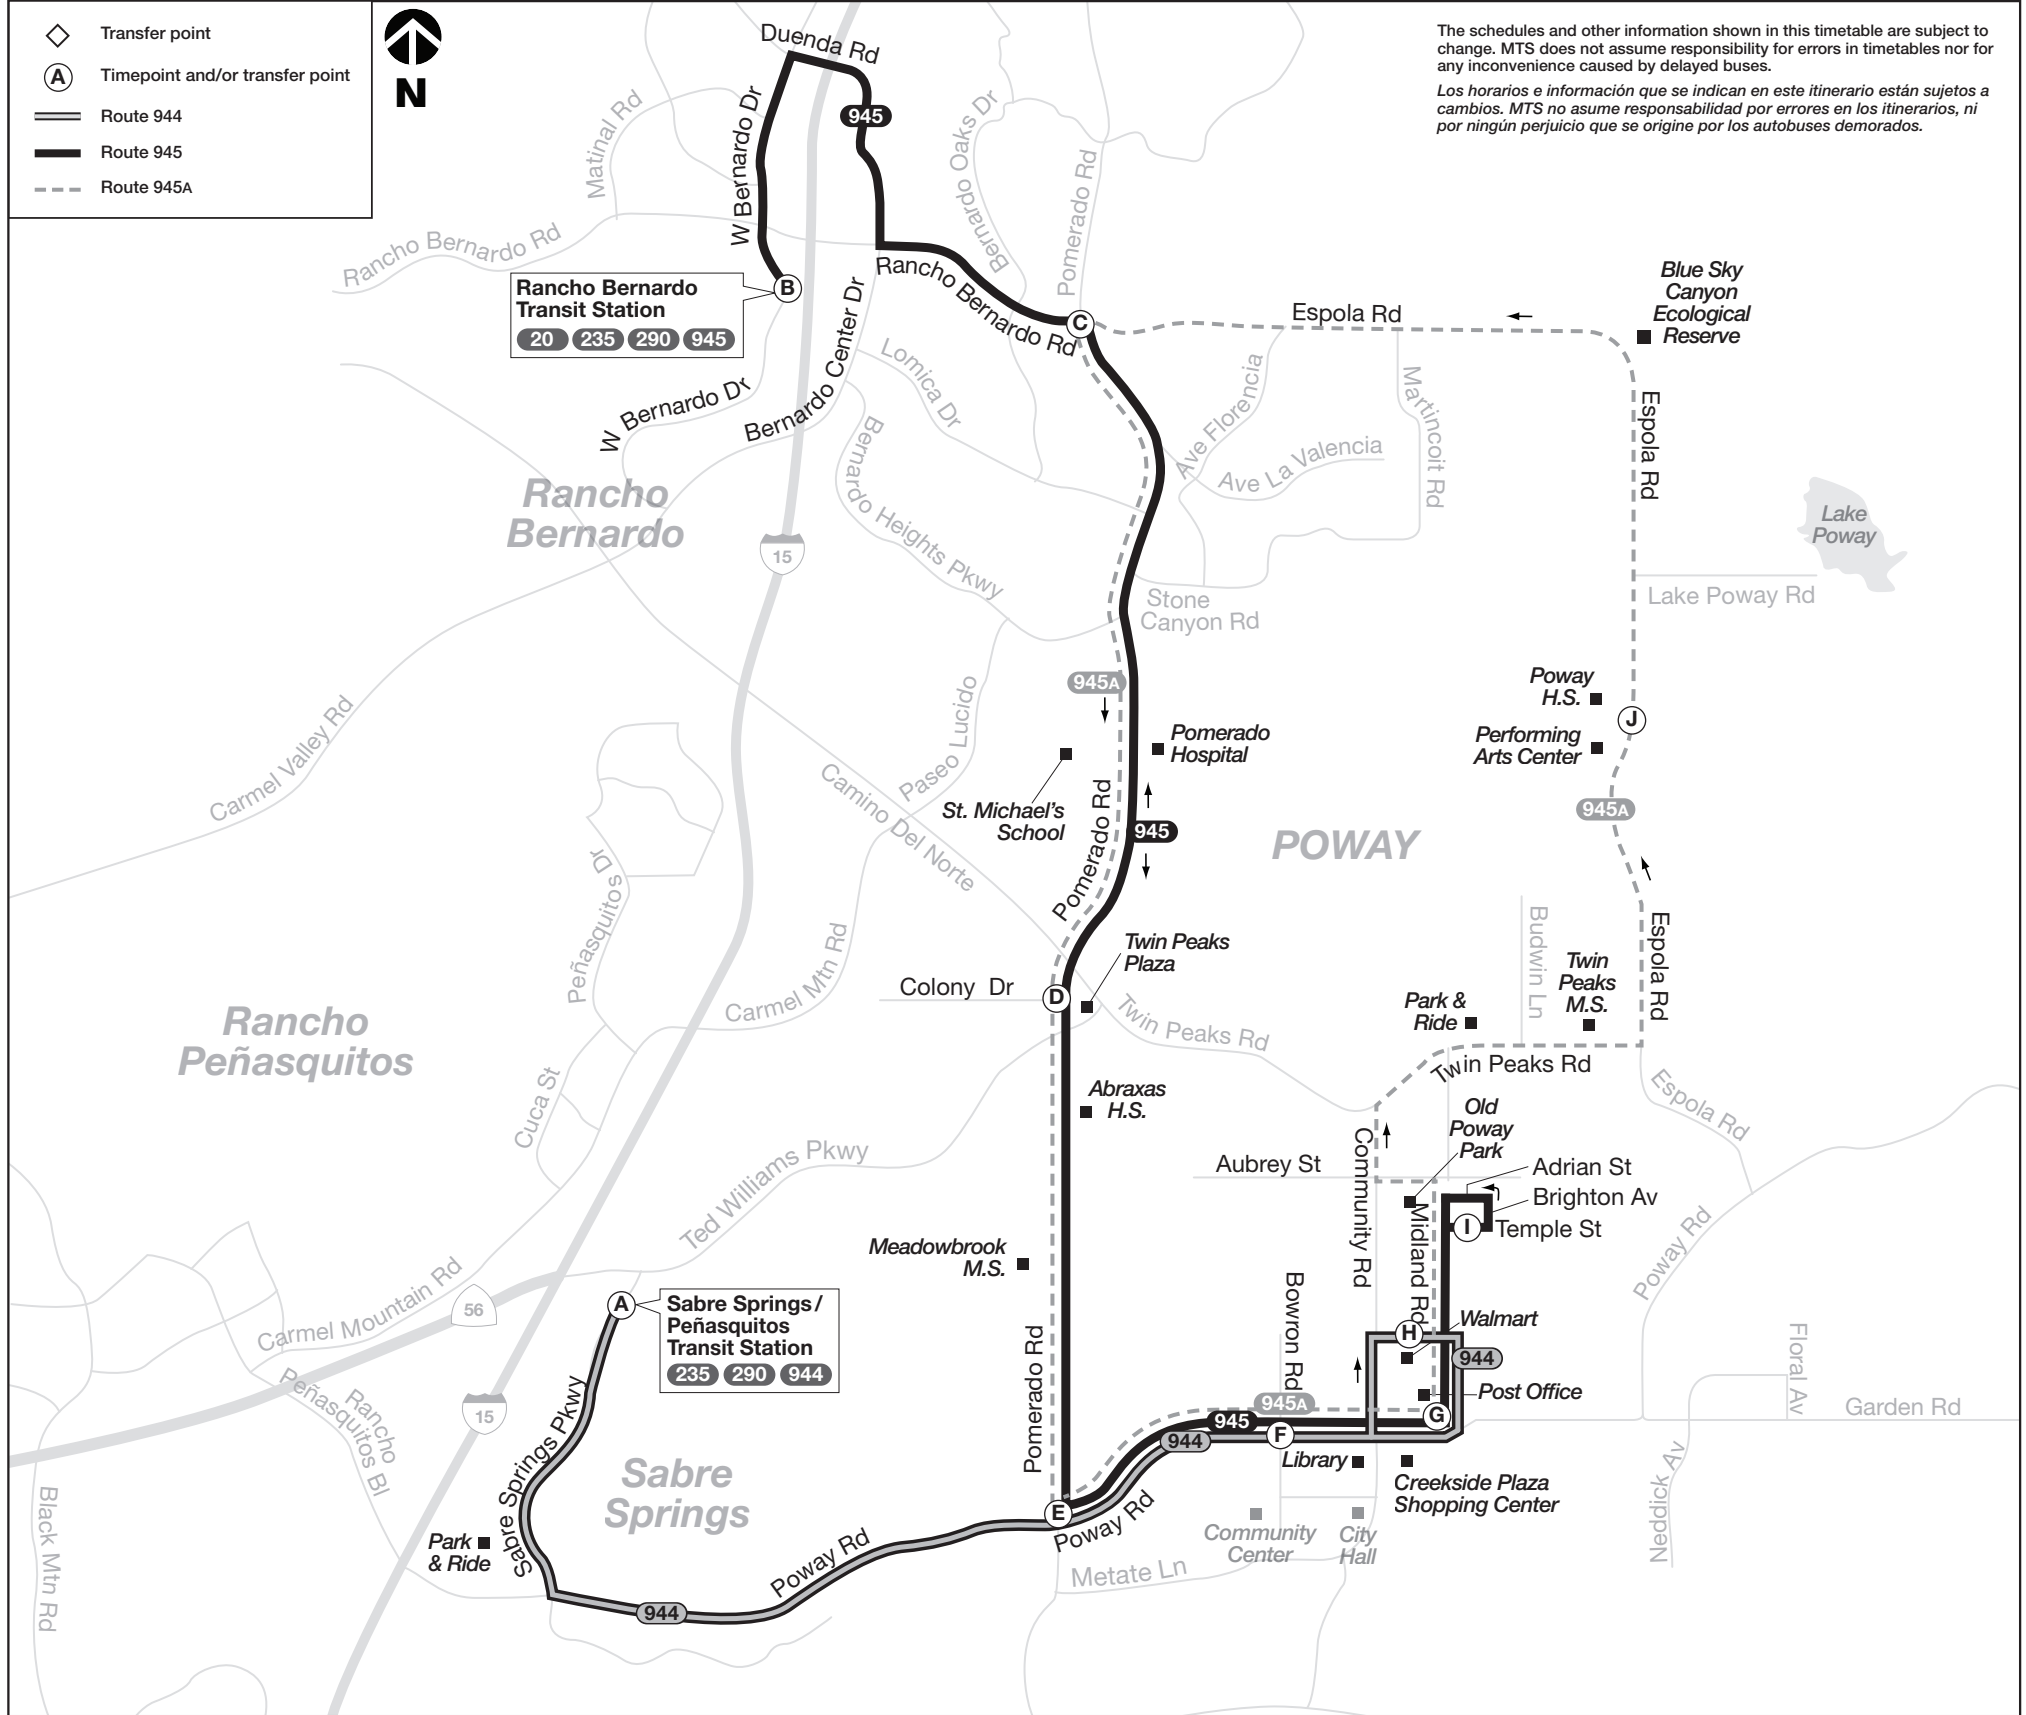 Transfer point
A
Timepoint and/or transfer point
Route 944
Route 945
Route 945A
N
The schedules and other information shown in this timetable are subject to
change. MTS does not assume responsibility for errors in timetables nor for
any inconvenience caused by delayed buses.
Los horarios e información que se indican en este itinerario están sujetos a
cambios. MTS no asume responsabilidad por errores en los itinerarios, ni
por ningún perjuicio que se origine por los autobuses demorados.
Duenda Rd
945
W Bernardo Dr
Matinal Rd
Bernardo Oaks Dr
Pomerado Rd
Rancho Bernardo Rd
Rancho Bernardo Rd
B
Rancho Bernardo
Transit Station
20 235 290 945
C
Espola Rd
Blue Sky
Canyon
Ecological
Reserve
Bernardo Center Dr
W Bernardo Dr
Lomica Dr
Bernardo Heights Pkwy
Ave Florencia
Ave La Valencia
Martincoit Rd
Espola Rd
Lake
Poway
Lake Poway Rd
Rancho
Bernardo
15
Stone
Canyon Rd
945A
Poway
H.S.
J
Performing
Arts Center
945A
Pomerado
Hospital
Paseo Lucido
St. Michael's
School
Pomerado Rd
945
POWAY
Carmel Valley Rd
Camino Del Norte
Peñasquitos Dr
Carmel Mtn Rd
Twin Peaks
Plaza
Colony Dr
D
Twin Peaks Rd
Budwin Ln
Twin
Peaks
M.S.
Espola Rd
Park &
Ride
Twin Peaks Rd
Espola Rd
Rancho
Peñasquitos
Cuca St
Abraxas
H.S.
Old
Poway
Park
Community Rd
Aubrey St
Adrian St
Brighton Av
I
Temple St
Midland Rd
Ted Williams Pkwy
Meadowbrook
M.S.
Poway Rd
Carmel Mountain Rd
56
A
Sabre Springs/
Peñasquitos
Transit Station
235 290 944
Pomerado Rd
Bowron Rd
H
Walmart
944
Post Office
Floral Av
Garden Rd
945A
945
G
F
944
Library
Creekside Plaza
Shopping Center
Neddick Av
Rancho
Peñasquitos Bl
15
Sabre Springs Pkwy
Sabre
Springs
E
Poway Rd
Community
Center
City
Hall
Metate Ln
Black Mtn Rd
Park
& Ride
Sabre Springs
Poway Rd
944